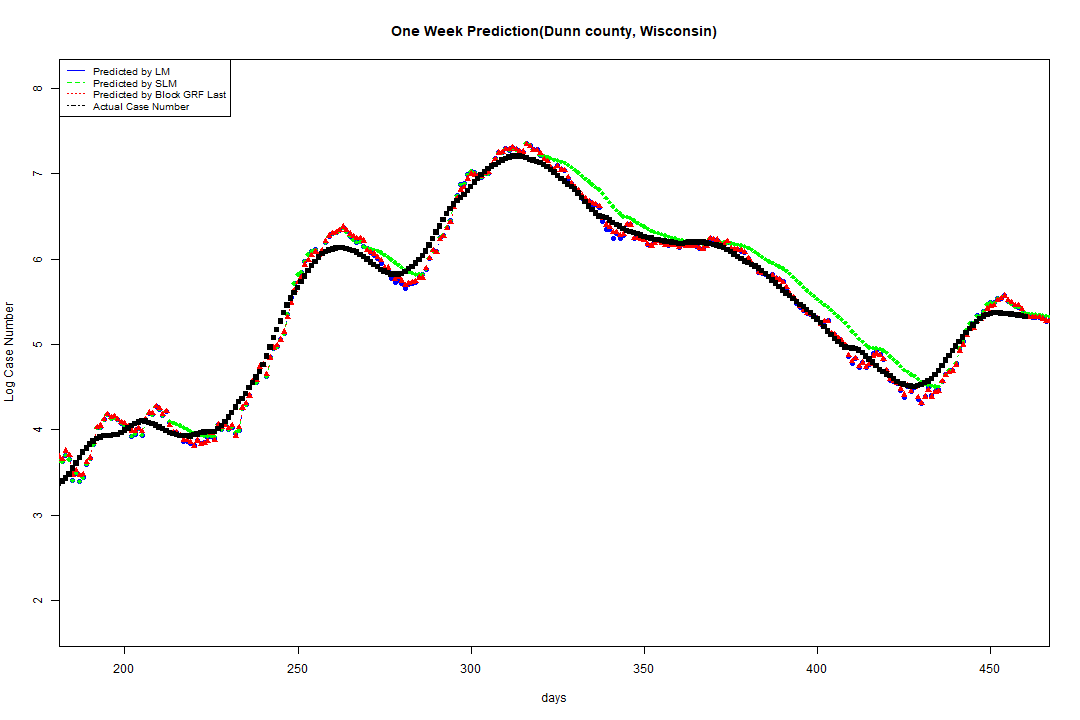 One Week Prediction(Dunn county, Wisconsin)
Predicted by LM
Predicted by SLM
Predicted by Block GRF Last
Actual Case Number
8
7
6
5
4
3
2
Log Case Number
200 250 300 350 400 450
days